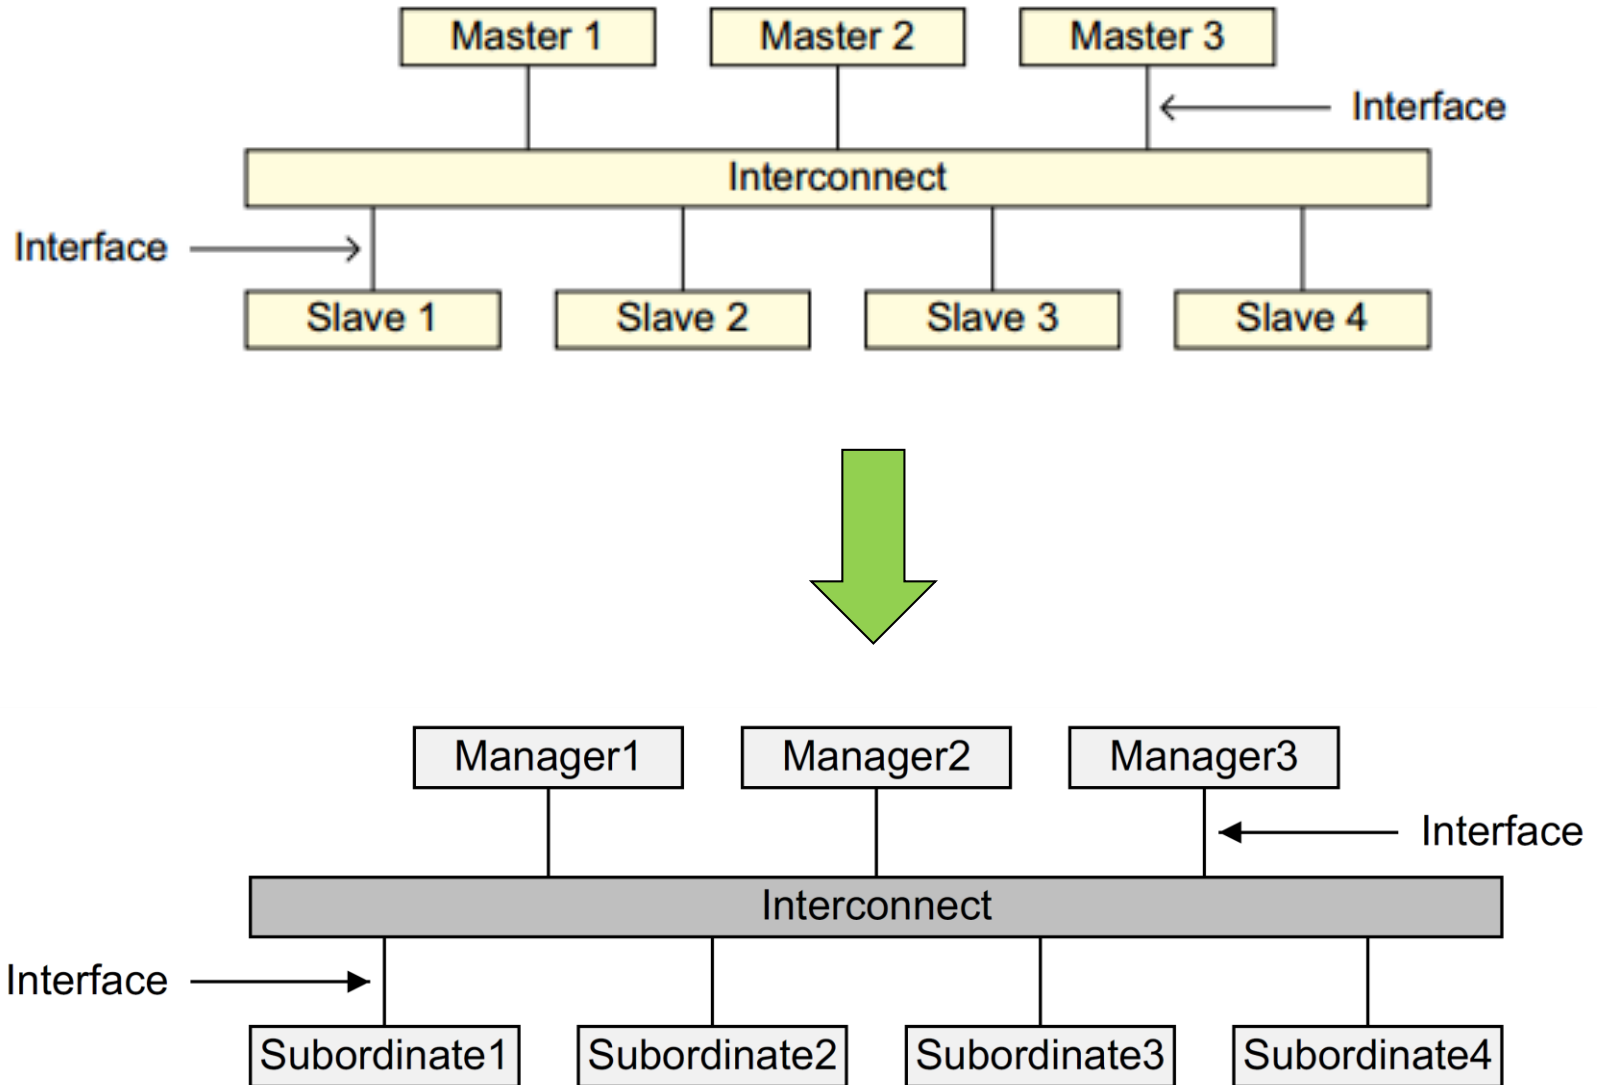 Master 1
Master 2
Master 3
Interface
Interconnect
Interface
Slave 1
Slave 2
Slave 3
Slave 4
Manager1
Manager2
Manager3
Interface
Interconnect
Interface
Subordinate1
Subordinate2
Subordinate3
Subordinate4